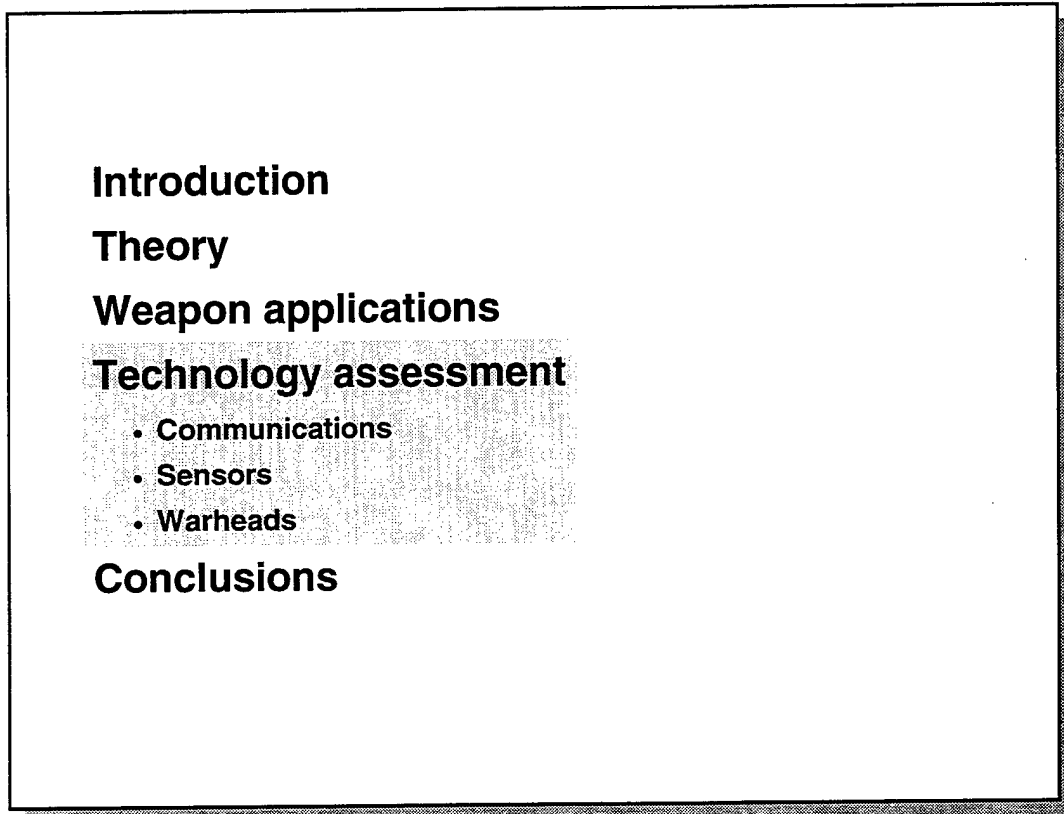 Introduction
Theory
Weapon applications
Technology assessment
• Communications
• Sensors
• Warheads
Conclusions